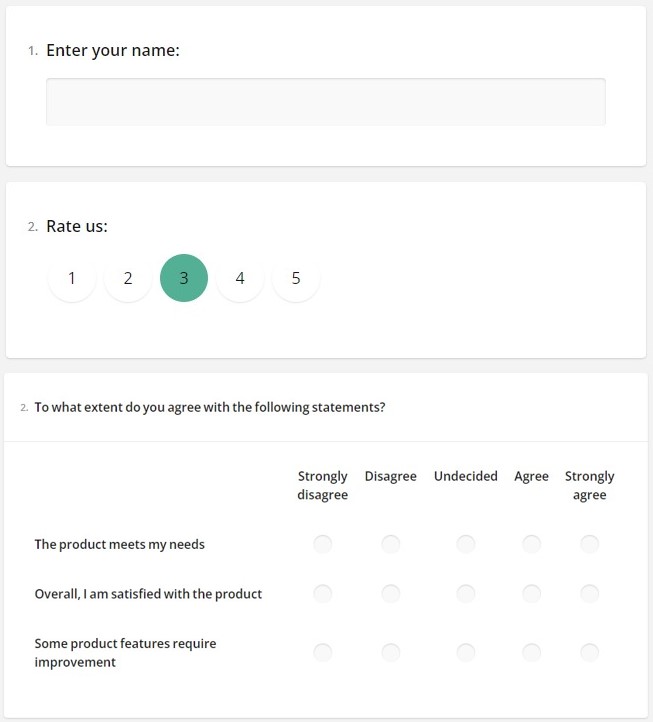 1. Enter your name:
2. Rate us:
1 2 3 4 5
2. To what extent do you agree with the following statements?
Strongly disagree Disagree Undecided Agree Strongly agree
The product meets my needs
Overall, I am satisfied with the product
Some product features require
improvement